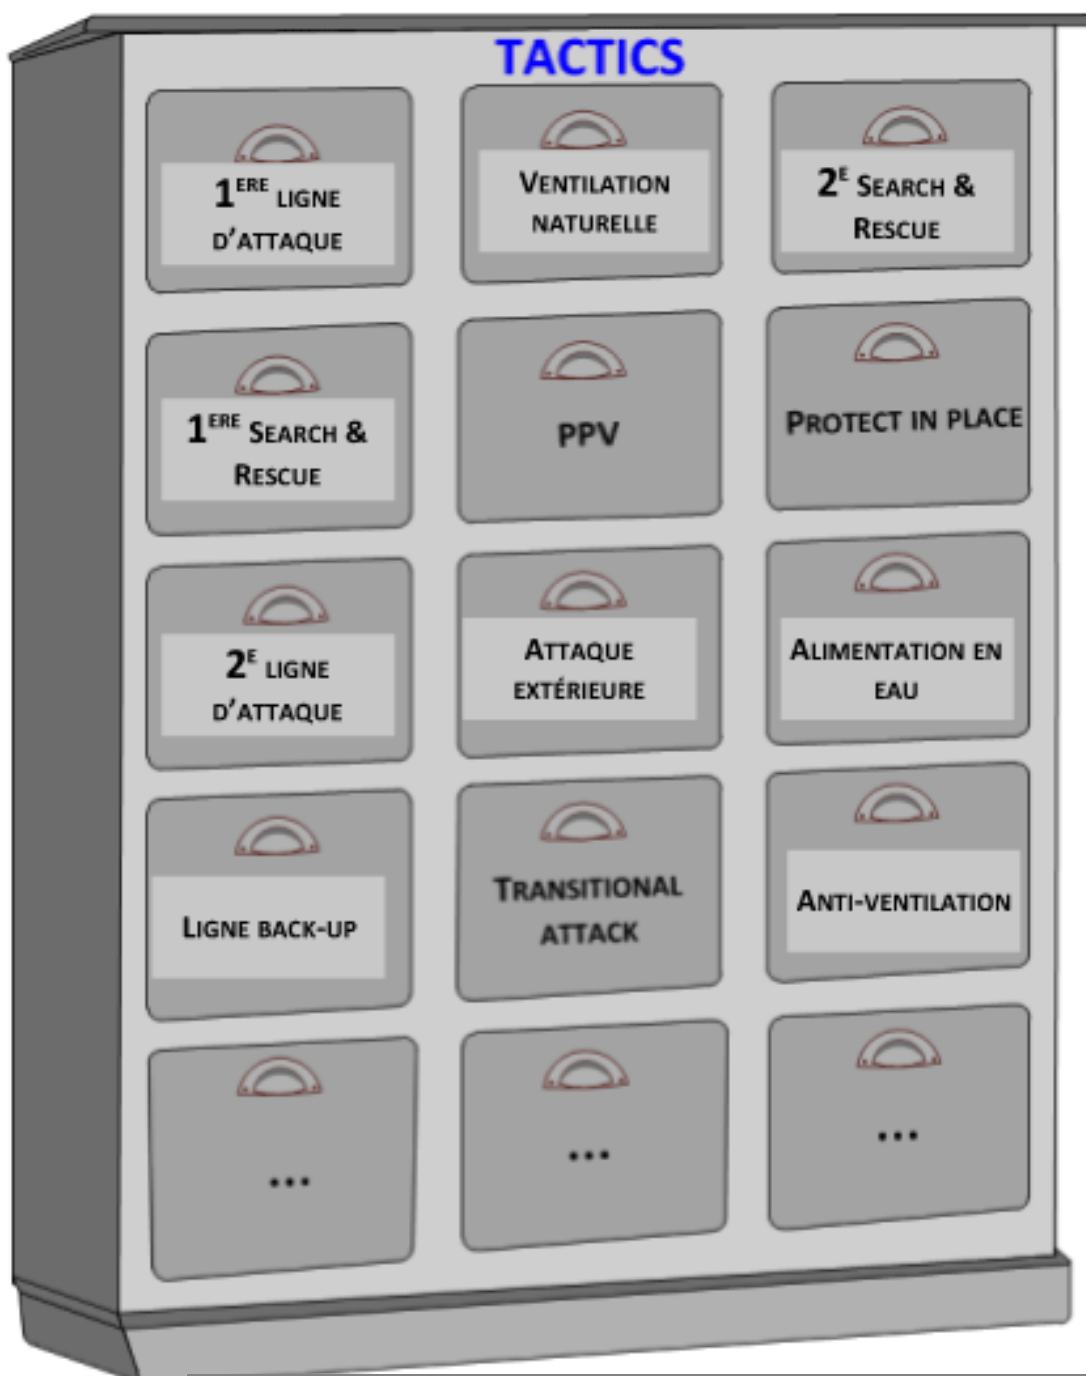 TACTICS
1ERE LIGNE
D'ATTAQUE
VENTILATION
NATURELLE
2E SEARCH &
RESCUE
1ERE SEARCH &
RESCUE
PPV
PROTECT IN PLACE
2E LIGNE
D'ATTAQUE
ATTAQUE
EXTÉRIEURE
ALIMENTATION EN
EAU
LIGNE BACK-UP
TRANSITIONAL
ATTACK
ANTI-VENTILATION
...
...
...